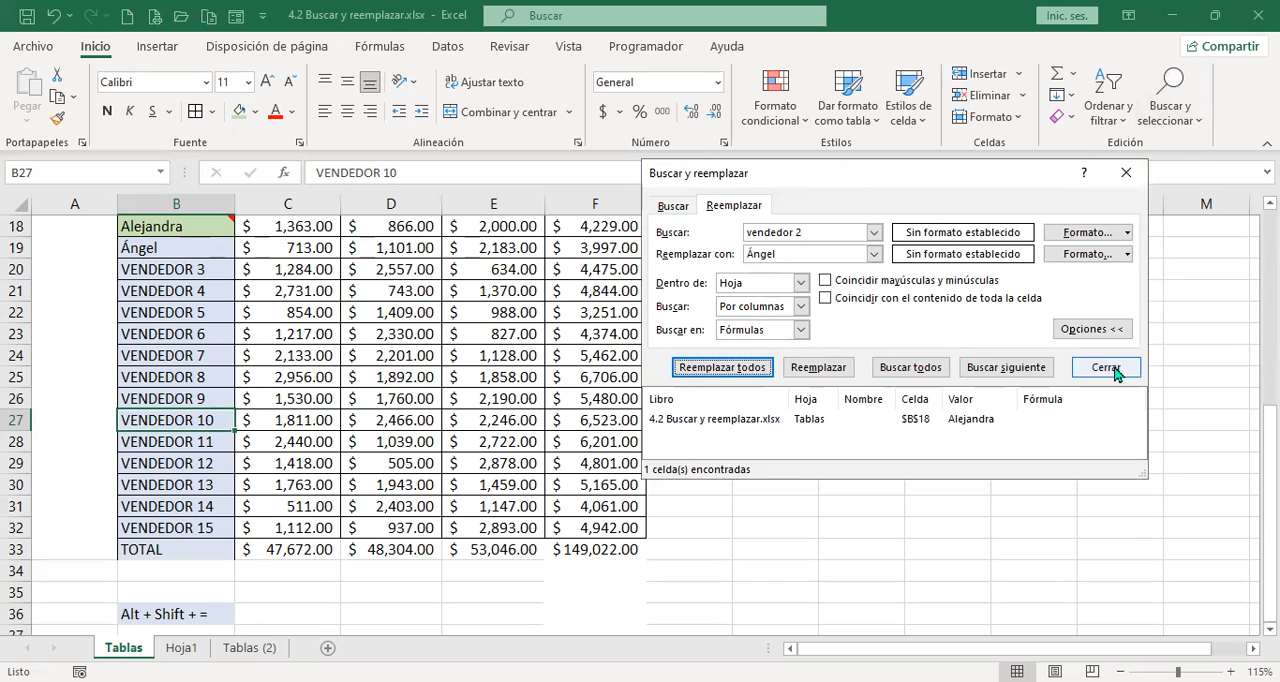 4.2 Buscar y reemplazar.xlsx - Excel
Buscar
Inic. ses.
Archivo Inicio Insertar Disposición de página Fórmulas Datos Revisar Vista Programador Ayuda
Compartir
Pegar
Calibri 11
N K S
Ajustar texto
Combinar y centrar
General
$ % 000
Formato condicional
Dar formato como tabla
Estilos de celda
Insertar
Eliminar
Formato
Ordenar y filtrar
Buscar y seleccionar
Portapapeles Fuente Alineación Número Estilos Celdas Edición
B27
fx
VENDEDOR 10
A B C D E F M
18 Alejandra $ 1,363.00 $ 866.00 $ 2,000.00 $ 4,229.00
19 Ángel $ 713.00 $ 1,101.00 $ 2,183.00 $ 3,997.00
20 VENDEDOR 3 $ 1,284.00 $ 2,557.00 $ 634.00 $ 4,475.00
21 VENDEDOR 4 $ 2,731.00 $ 743.00 $ 1,370.00 $ 4,844.00
22 VENDEDOR 5 $ 854.00 $ 1,409.00 $ 988.00 $ 3,251.00
23 VENDEDOR 6 $ 1,217.00 $ 2,330.00 $ 827.00 $ 4,374.00
24 VENDEDOR 7 $ 2,133.00 $ 2,201.00 $ 1,128.00 $ 5,462.00
25 VENDEDOR 8 $ 2,956.00 $ 1,892.00 $ 1,858.00 $ 6,706.00
26 VENDEDOR 9 $ 1,530.00 $ 1,760.00 $ 2,190.00 $ 5,480.00
27 VENDEDOR 10 $ 1,811.00 $ 2,466.00 $ 2,246.00 $ 6,523.00
28 VENDEDOR 11 $ 2,440.00 $ 1,039.00 $ 2,722.00 $ 6,201.00
29 VENDEDOR 12 $ 1,418.00 $ 505.00 $ 2,878.00 $ 4,801.00
30 VENDEDOR 13 $ 1,763.00 $ 1,943.00 $ 1,459.00 $ 5,165.00
31 VENDEDOR 14 $ 511.00 $ 2,403.00 $ 1,147.00 $ 4,061.00
32 VENDEDOR 15 $ 1,112.00 $ 937.00 $ 2,893.00 $ 4,942.00
33 TOTAL $ 47,672.00 $ 48,304.00 $ 53,046.00 $ 149,022.00
34
35
36 Alt + Shift + =
37
Buscar y reemplazar
Buscar Reemplazar
Buscar: vendedor 2 Sin formato establecido Formato...
Reemplazar con: Ángel Sin formato establecido Formato...
Dentro de: Hoja Coincidir mayúsculas y minúsculas
Buscar: Por columnas Coincidir con el contenido de toda la celda
Buscar en: Fórmulas Opciones <<
Reemplazar todos Reemplazar Buscar todos Buscar siguiente Cerrar
Libro Hoja Nombre Celda Valor Fórmula
4.2 Buscar y reemplazar.xlsx Tablas $B$18 Alejandra
1 celda(s) encontradas
Tablas Hoja1 Tablas (2)
Listo
115%